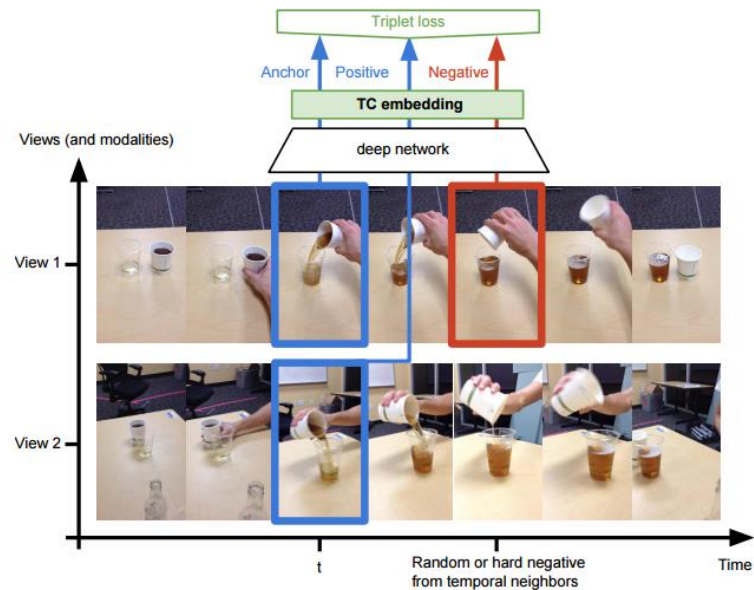 Triplet loss
Anchor
Positive
Negative
TC embedding
Views (and modalities)
deep network
View 1
View 2
t
Random or hard negative
from temporal neighbors
Time